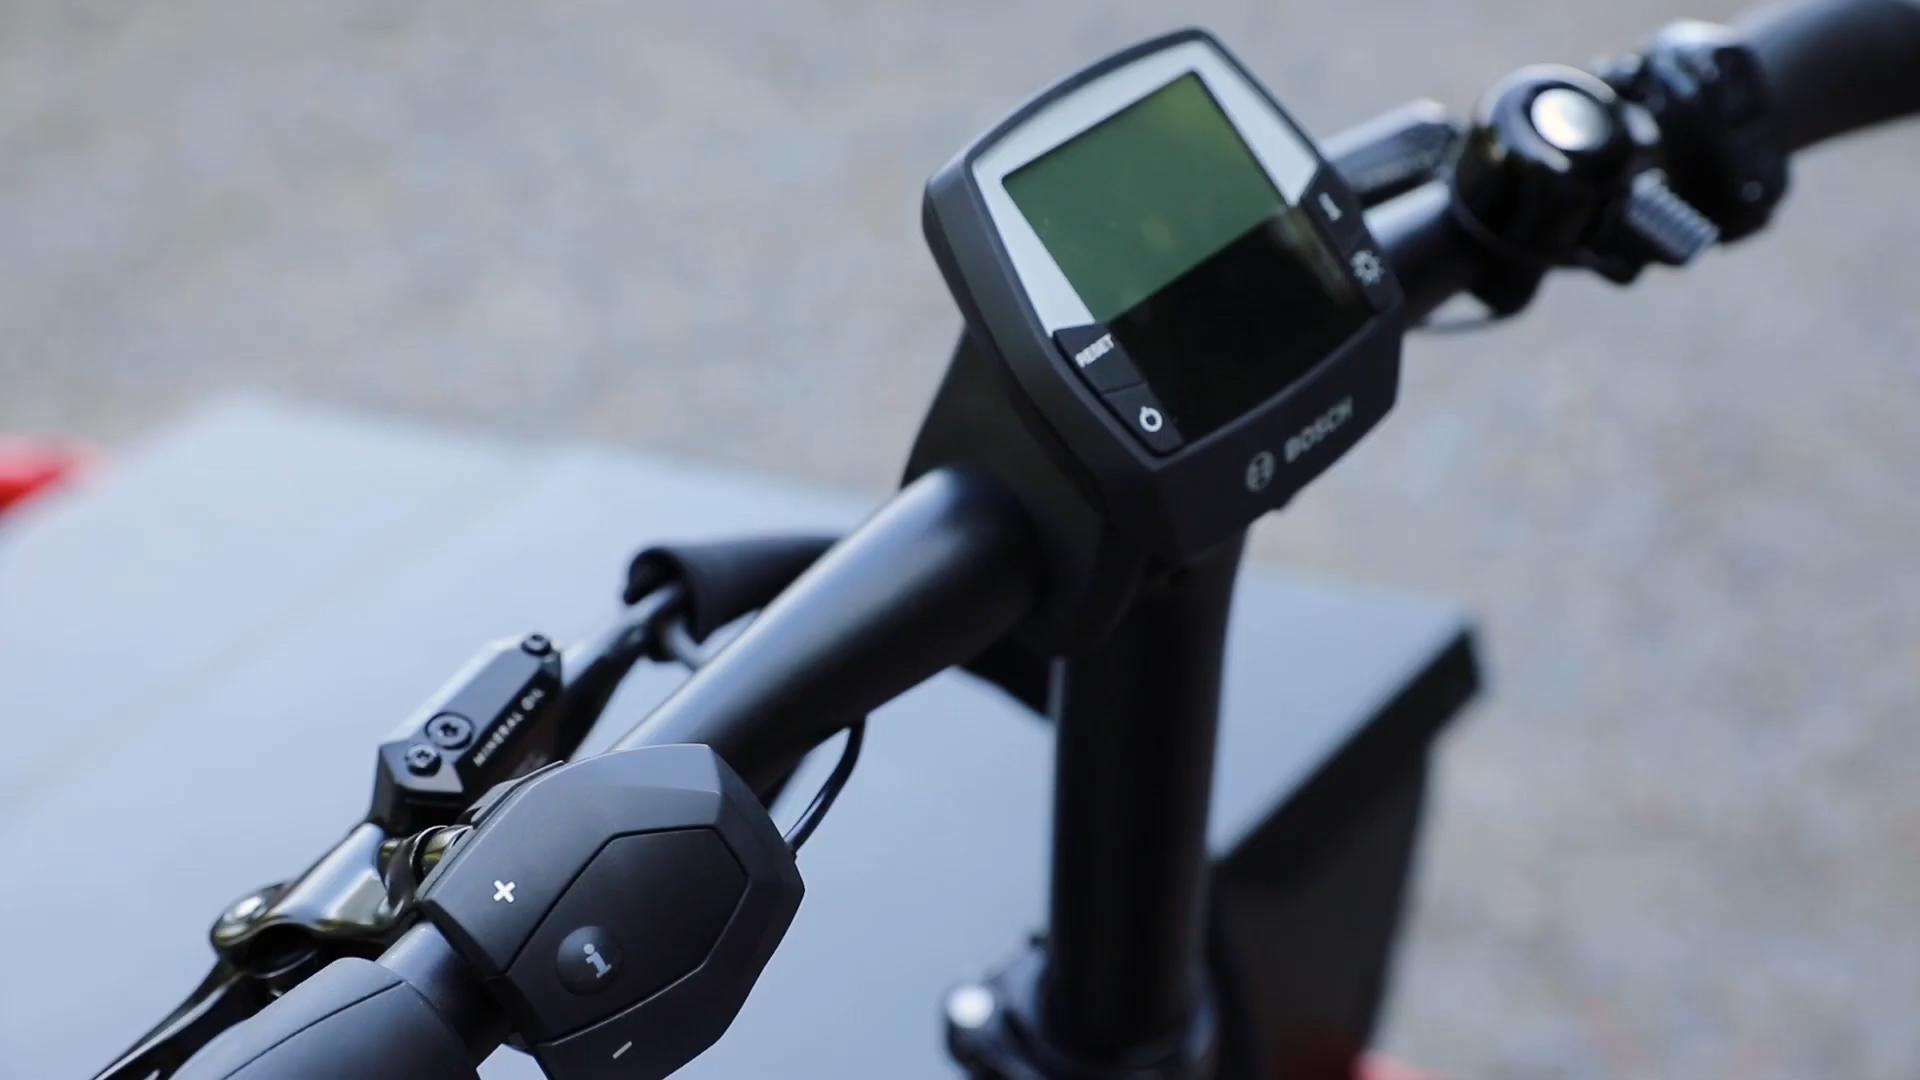 i
RESET
BOSCH
MINERAL OIL
+
i
-